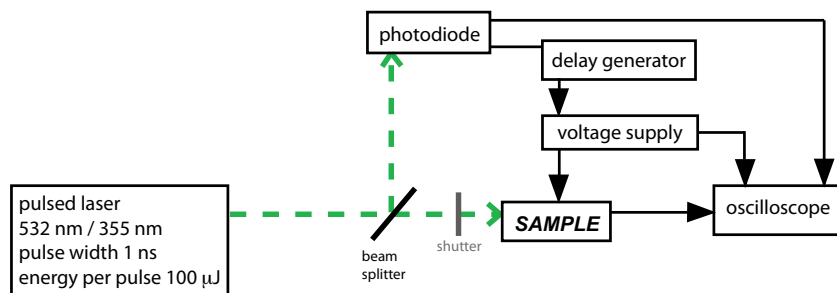 photodiode
delay generator
voltage supply
pulsed laser
532 nm / 355 nm
pulse width 1 ns
energy per pulse 100 μJ
beam
splitter
shutter
SAMPLE
oscilloscope